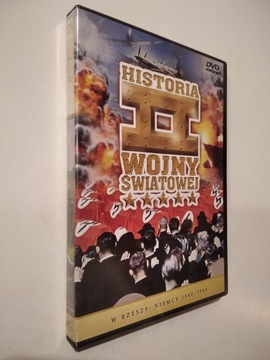 DVD
HISTORIA
II
WOJNY
ŚWIATOWEJ
W RZESZY: NIEMCY 1940-1944